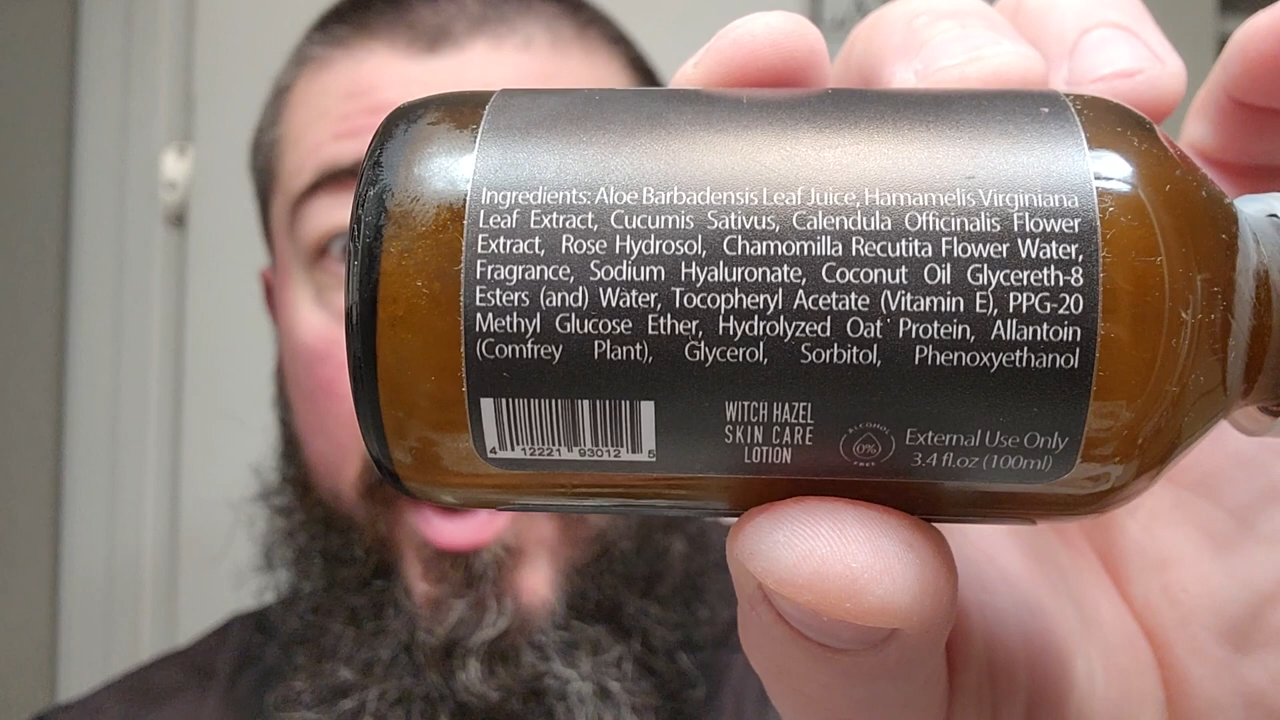 Ingredients: Aloe Barbadensis Leaf Juice, Hamamelis Virginiana
Leaf Extract, Cucumis Sativus, Calendula Officinalis Flower
Extract, Rose Hydrosol, Chamomilla Recutita Flower Water,
Fragrance, Sodium Hyaluronate, Coconut Oil Glycereth-8
Esters (and) Water, Tocopheryl Acetate (Vitamin E), PPG-20
Methyl Glucose Ether, Hydrolyzed Oat Protein, Allantoin
(Comfrey Plant), Glycerol, Sorbitol, Phenoxyethanol
4 12221 93012 5
WITCH HAZEL
SKIN CARE
LOTION
ALCOHOL
0%
FREE
External Use Only
3.4 fl.oz (100ml)